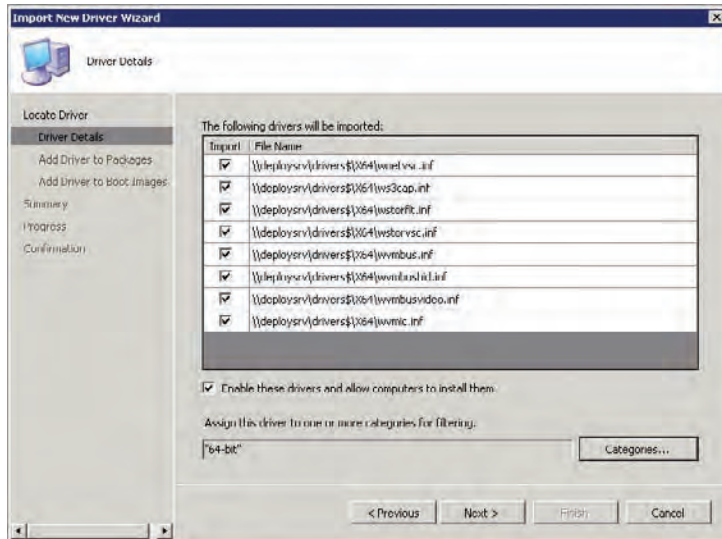 Import New Driver Wizard
Driver Details
Locate Driver
Driver Details
Add Driver to Packages
Add Driver to Boot Images
Summary
Progress
Confirmation
The following drivers will be imported:
Import File Name
\\deploysrv\drivers$\X64\wnetvsc.inf
\\deploysrv\drivers$\X64\ws3cap.inf
\\deploysrv\drivers$\X64\wstorflt.inf
\\deploysrv\drivers$\X64\wstorvsc.inf
\\deploysrv\drivers$\X64\wvmbus.inf
\\deploysrv\drivers$\X64\wvmbushid.inf
\\deploysrv\drivers$\X64\wvmbusvideo.inf
\\deploysrv\drivers$\X64\wvmic.inf
Enable these drivers and allow computers to install them
Assign this driver to one or more categories for filtering.
"64-bit"
Categories...
< Previous
Next >
Finish
Cancel